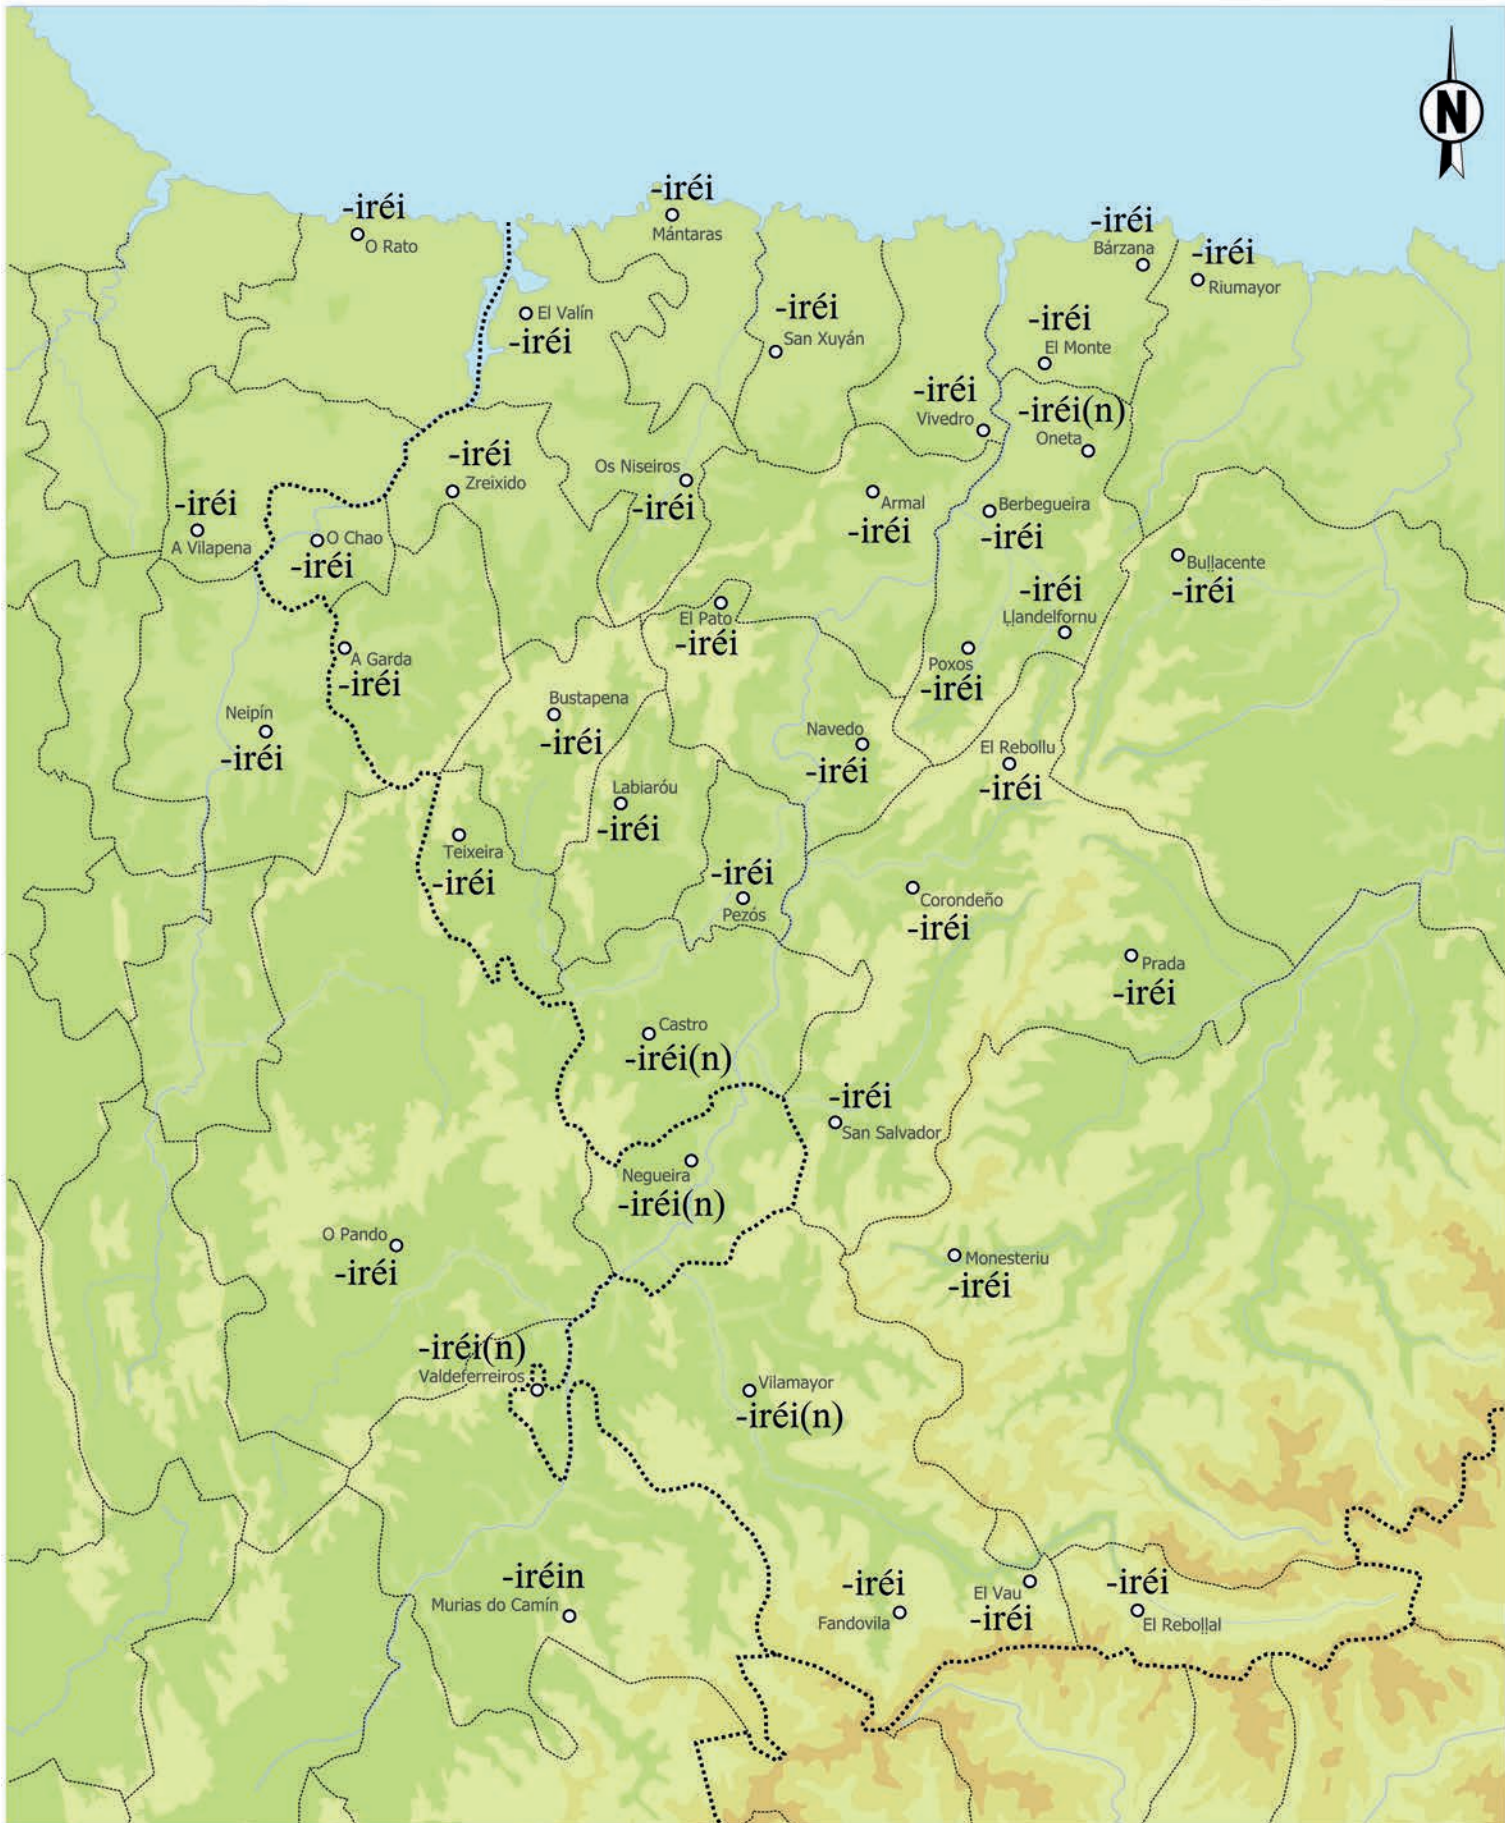 N
-iréi
Mántaras
-iréi
O Rato
-iréi
Bárzana
-iréi
Riumayor
El Valín
-iréi
-iréi
San Xuyán
-iréi
El Monte
-iréi
Vivedro
-iréi(n)
Oneta
-iréi
Zreixido
Os Niseiros
-iréi
Armal
-iréi
Berbegueira
-iréi
-iréi
A Vilapena
O Chao
-iréi
Buḷḷacente
-iréi
-iréi
Ḷḷandelfornu
El Pato
-iréi
A Garda
-iréi
Poxos
-iréi
Bustapena
-iréi
Neipín
-iréi
Navedo
-iréi
El Rebollu
-iréi
Labiaróu
-iréi
Teixeira
-iréi
-iréi
Pezós
Corondeño
-iréi
Prada
-iréi
Castro
-iréi(n)
-iréi
San Salvador
Negueira
-iréi(n)
O Pando
-iréi
Monesteriu
-iréi
-iréi(n)
Valdeferreiros
Vilamayor
-iréi(n)
-iréin
Murias do Camín
-iréi
Fandovila
El Vau
-iréi
-iréi
El Reboḷḷal